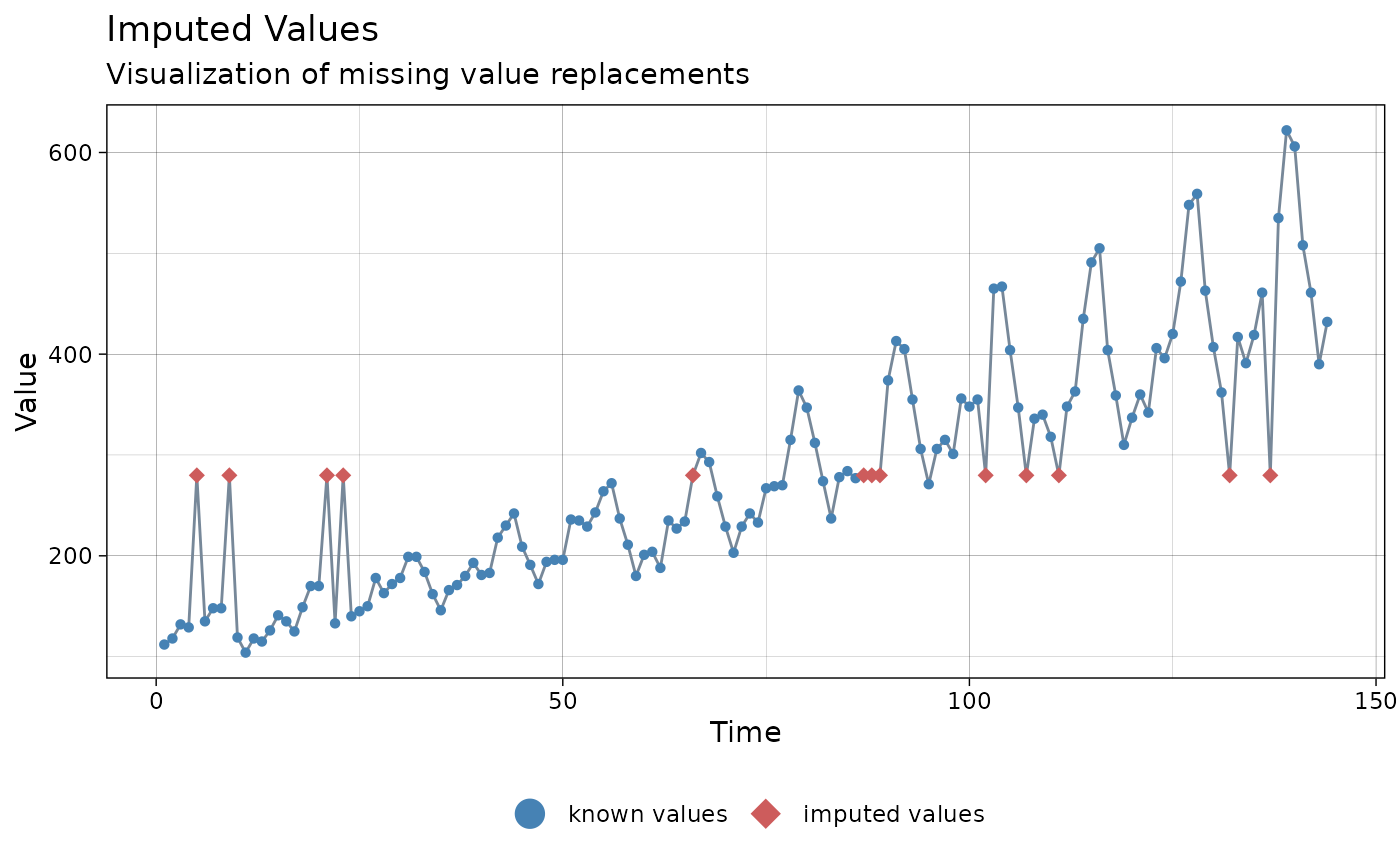 Imputed Values
Visualization of missing value replacements
600
400
200
Value
0 50 100 150
Time
known values imputed values